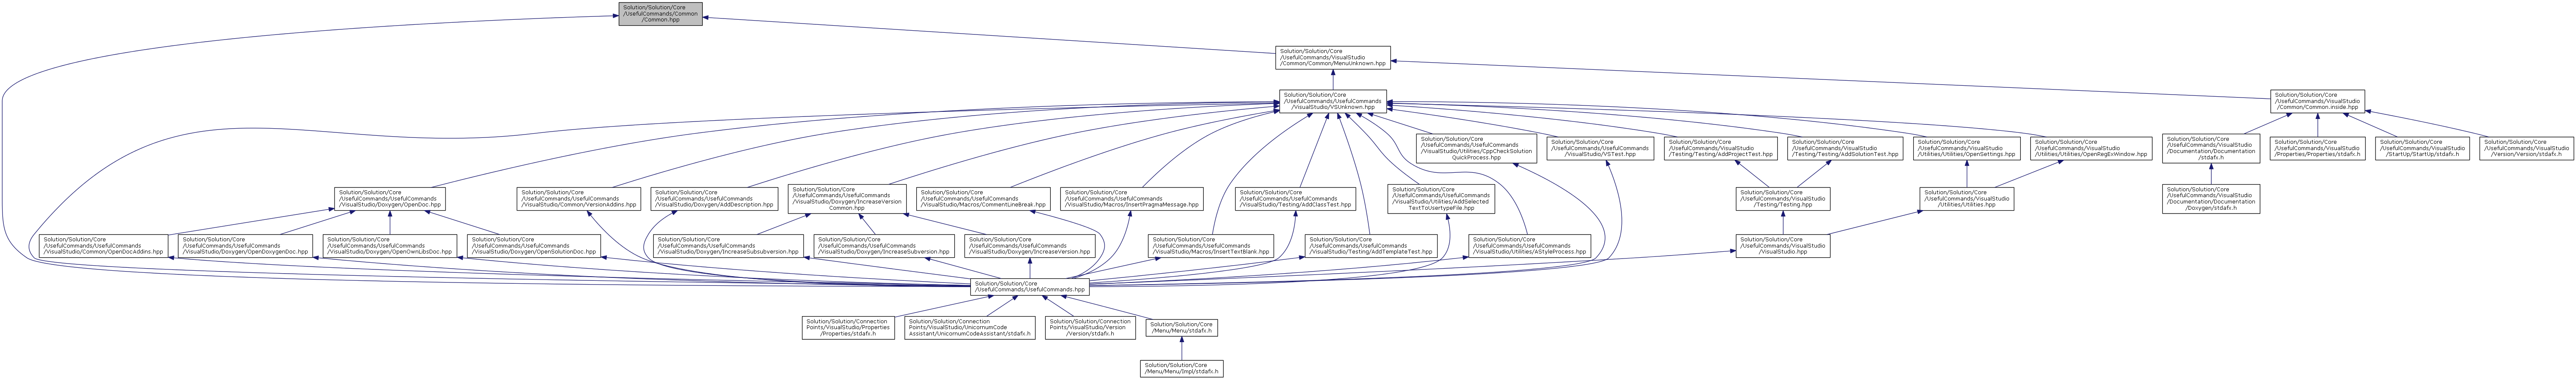 Solution/Solution/Core
/UsefulCommands/Common
/Common.hpp
Solution/Solution/Core
/UsefulCommands/VisualStudio
/Common/Common/MenuUnknown.hpp
Solution/Solution/Core
/UsefulCommands/UsefulCommands
/VisualStudio/VSUnknown.hpp
Solution/Solution/Core
/UsefulCommands/VisualStudio
/Common/Common.inside.hpp
Solution/Solution/Core
/UsefulCommands/UsefulCommands
/VisualStudio/Utilities/CppCheckSolution
QuickProcess.hpp
Solution/Solution/Core
/UsefulCommands/UsefulCommands
/VisualStudio/VSTest.hpp
Solution/Solution/Core
/UsefulCommands/VisualStudio
/Testing/Testing/AddProjectTest.hpp
Solution/Solution/Core
/UsefulCommands/VisualStudio
/Testing/Testing/AddSolutionTest.hpp
Solution/Solution/Core
/UsefulCommands/VisualStudio
/Utilities/Utilities/OpenSettings.hpp
Solution/Solution/Core
/UsefulCommands/VisualStudio
/Utilities/Utilities/OpenRegExWindow.hpp
Solution/Solution/Core
/UsefulCommands/VisualStudio
/Documentation/Documentation
/stdafx.h
Solution/Solution/Core
/UsefulCommands/VisualStudio
/Properties/Properties/stdafx.h
Solution/Solution/Core
/UsefulCommands/VisualStudio
/StartUp/StartUp/stdafx.h
Solution/Solution/Core
/UsefulCommands/VisualStudio
/Version/Version/stdafx.h
Solution/Solution/Core
/UsefulCommands/UsefulCommands
/VisualStudio/Doxygen/OpenDoc.hpp
Solution/Solution/Core
/UsefulCommands/UsefulCommands
/VisualStudio/Common/VersionAddins.hpp
Solution/Solution/Core
/UsefulCommands/UsefulCommands
/VisualStudio/Doxygen/AddDescription.hpp
Solution/Solution/Core
/UsefulCommands/UsefulCommands
/VisualStudio/Doxygen/IncreaseVersion
Common.hpp
Solution/Solution/Core
/UsefulCommands/UsefulCommands
/VisualStudio/Macros/CommentLineBreak.hpp
Solution/Solution/Core
/UsefulCommands/UsefulCommands
/VisualStudio/Macros/InsertPragmaMessage.hpp
Solution/Solution/Core
/UsefulCommands/UsefulCommands
/VisualStudio/Testing/AddClassTest.hpp
Solution/Solution/Core
/UsefulCommands/UsefulCommands
/VisualStudio/Utilities/AddSelected
TextToUsertypeFile.hpp
Solution/Solution/Core
/UsefulCommands/VisualStudio
/Testing/Testing.hpp
Solution/Solution/Core
/UsefulCommands/VisualStudio
/Utilities/Utilities.hpp
Solution/Solution/Core
/UsefulCommands/VisualStudio
/Documentation/Documentation
/Doxygen/stdafx.h
Solution/Solution/Core
/UsefulCommands/UsefulCommands
/VisualStudio/Common/OpenDocAddins.hpp
Solution/Solution/Core
/UsefulCommands/UsefulCommands
/VisualStudio/Doxygen/OpenDoxygenDoc.hpp
Solution/Solution/Core
/UsefulCommands/UsefulCommands
/VisualStudio/Doxygen/OpenOwnLibsDoc.hpp
Solution/Solution/Core
/UsefulCommands/UsefulCommands
/VisualStudio/Doxygen/OpenSolutionDoc.hpp
Solution/Solution/Core
/UsefulCommands/UsefulCommands
/VisualStudio/Doxygen/IncreaseSubsubversion.hpp
Solution/Solution/Core
/UsefulCommands/UsefulCommands
/VisualStudio/Doxygen/IncreaseSubversion.hpp
Solution/Solution/Core
/UsefulCommands/UsefulCommands
/VisualStudio/Doxygen/IncreaseVersion.hpp
Solution/Solution/Core
/UsefulCommands/UsefulCommands
/VisualStudio/Macros/InsertTextBlank.hpp
Solution/Solution/Core
/UsefulCommands/UsefulCommands
/VisualStudio/Testing/AddTemplateTest.hpp
Solution/Solution/Core
/UsefulCommands/UsefulCommands
/VisualStudio/Utilities/AStyleProcess.hpp
Solution/Solution/Core
/UsefulCommands/VisualStudio
/VisualStudio.hpp
Solution/Solution/Core
/UsefulCommands/UsefulCommands.hpp
Solution/Solution/Connection
Points/VisualStudio/Properties
/Properties/stdafx.h
Solution/Solution/Connection
Points/VisualStudio/UnicornumCode
Assistant/UnicornumCodeAssistant/stdafx.h
Solution/Solution/Connection
Points/VisualStudio/Version
/Version/stdafx.h
Solution/Solution/Core
/Menu/Menu/stdafx.h
Solution/Solution/Core
/Menu/Menu/Impl/stdafx.h